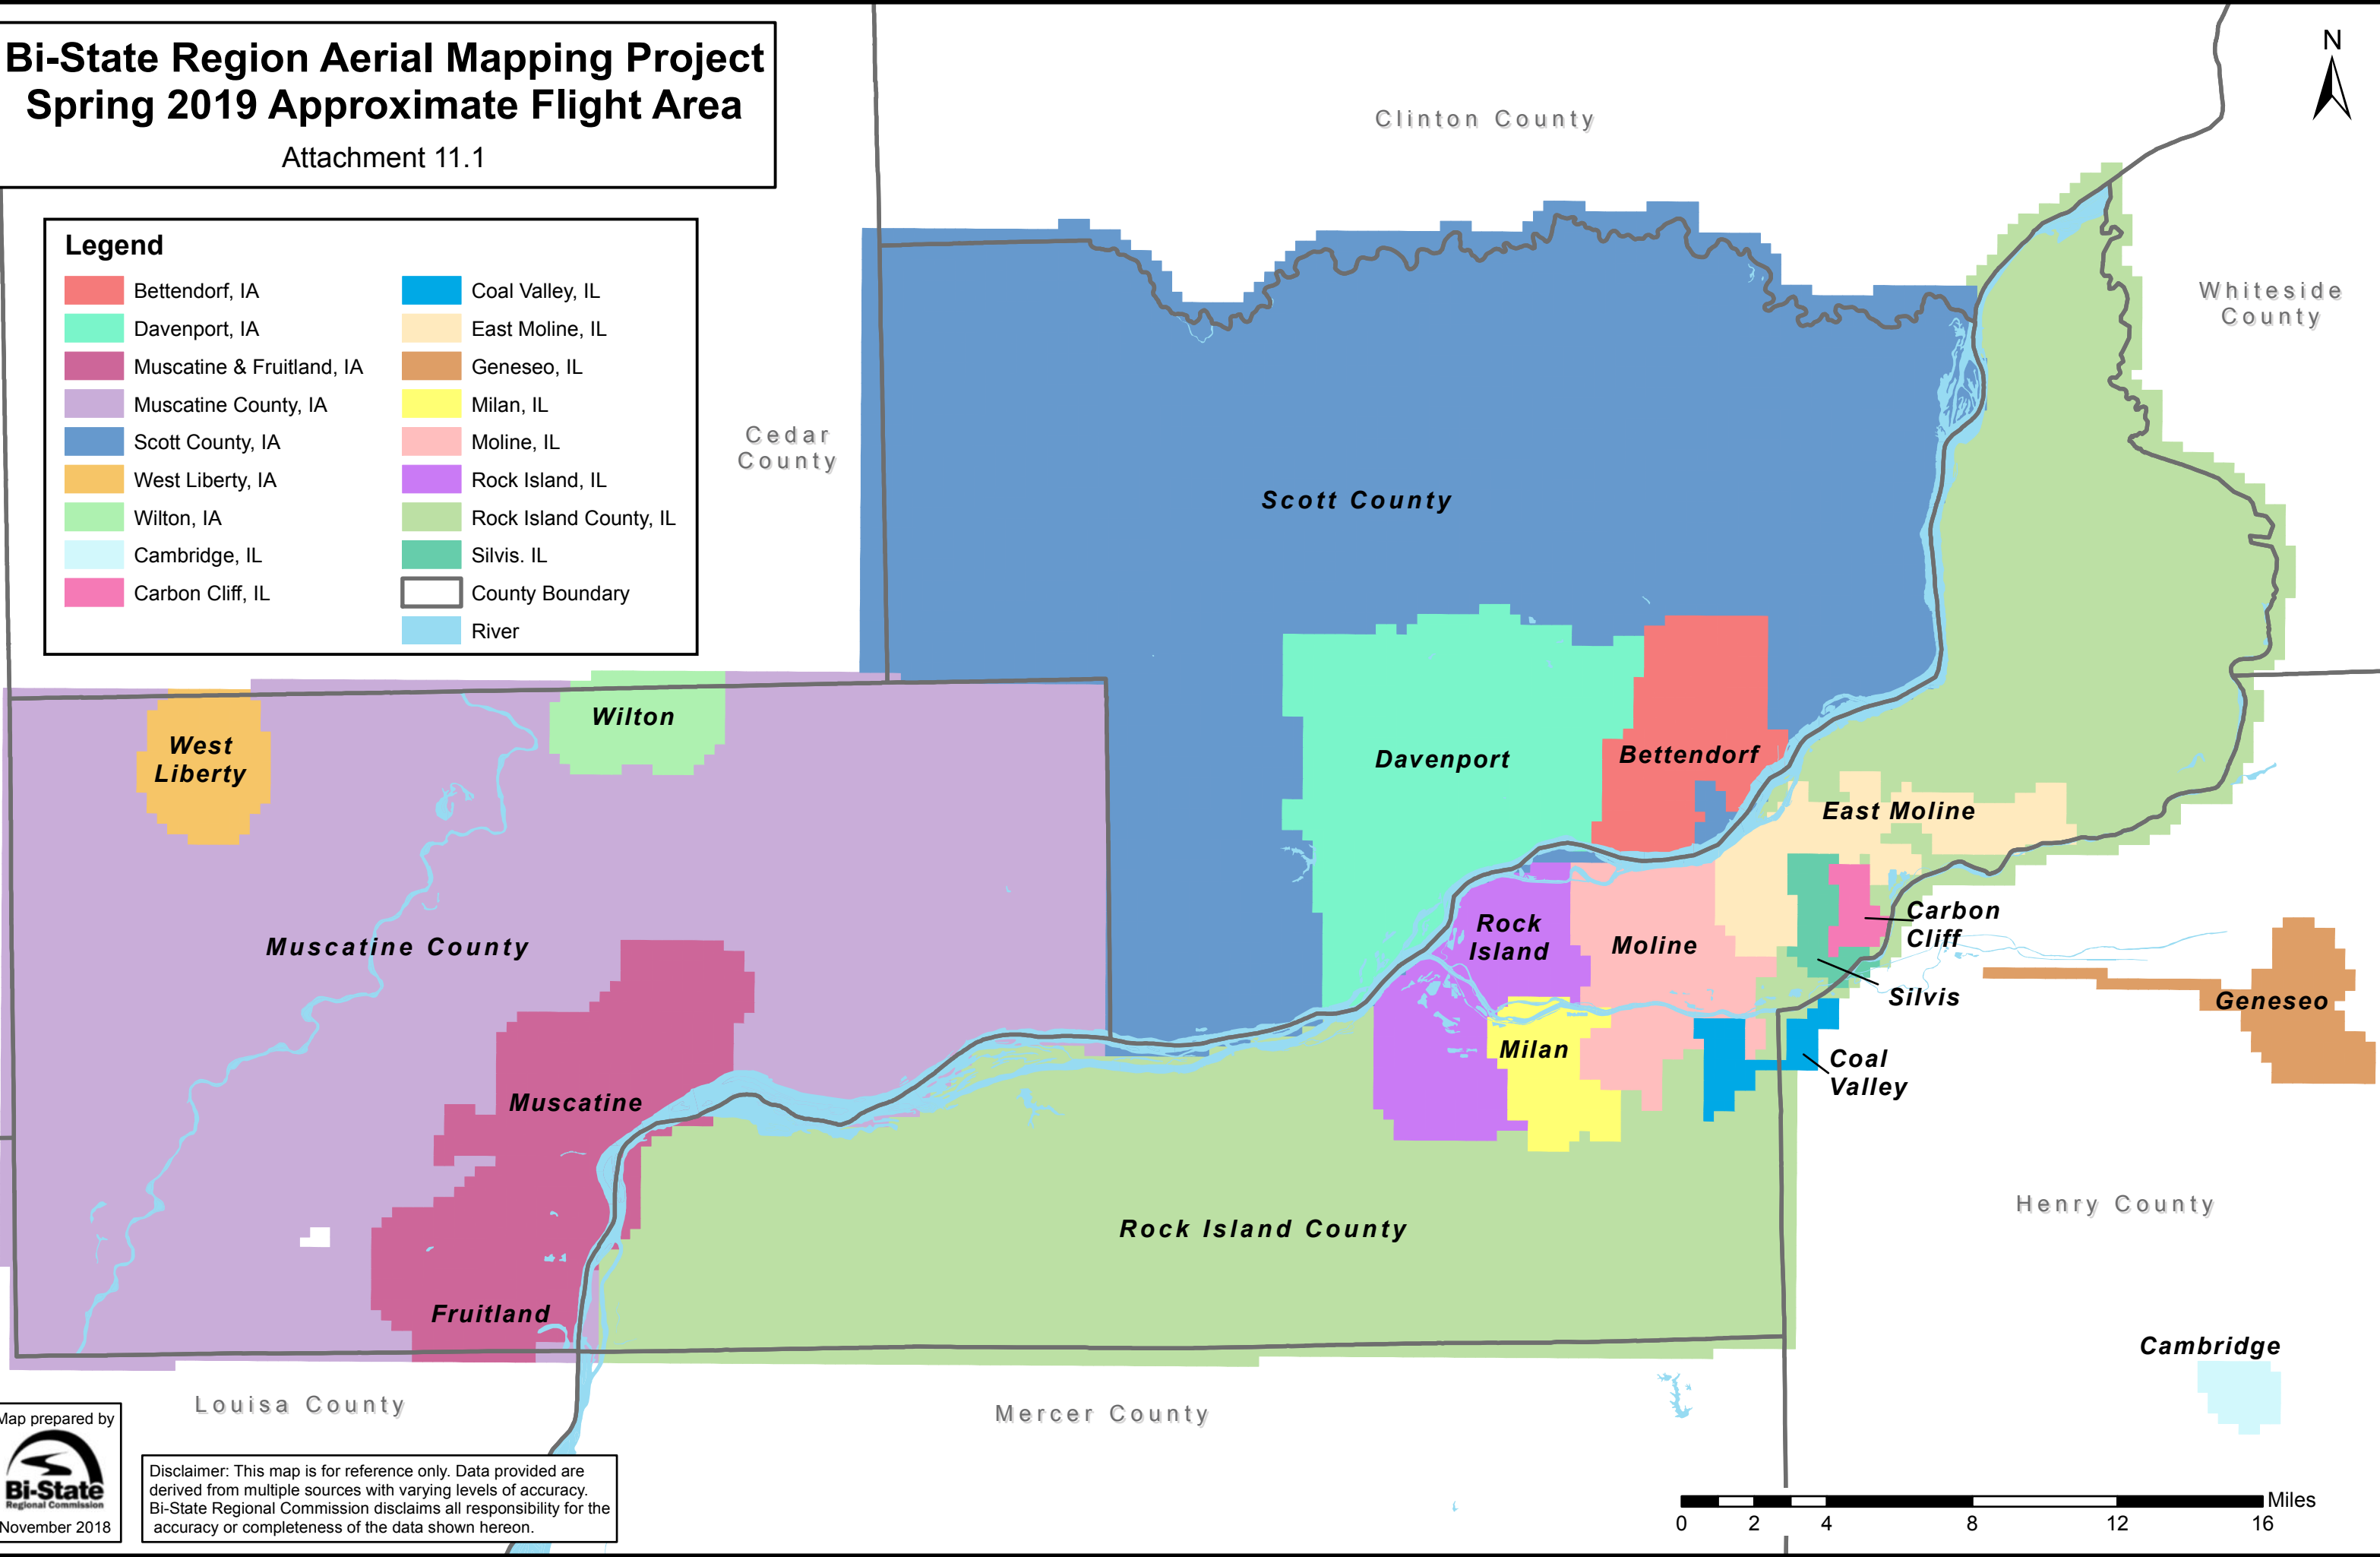 Bi-State Region Aerial Mapping Project
Spring 2019 Approximate Flight Area
Attachment 11.1
N
Legend
Bettendorf, IA
Davenport, IA
Muscatine & Fruitland, IA
Muscatine County, IA
Scott County, IA
West Liberty, IA
Wilton, IA
Cambridge, IL
Carbon Cliff, IL
Coal Valley, IL
East Moline, IL
Geneseo, IL
Milan, IL
Moline, IL
Rock Island, IL
Rock Island County, IL
Silvis. IL
County Boundary
River
Clinton County
Whiteside
County
Cedar
County
Scott County
Wilton
West
Liberty
Davenport
Bettendorf
East Moline
Muscatine County
Rock
Island
Moline
Carbon
Cliff
Silvis
Geneseo
Milan
Coal
Valley
Muscatine
Henry County
Rock Island County
Fruitland
Cambridge
Louisa County
Mercer County
Map prepared by
Bi-State
Regional Commission
November 2018
Disclaimer: This map is for reference only. Data provided are
derived from multiple sources with varying levels of accuracy.
Bi-State Regional Commission disclaims all responsibility for the
accuracy or completeness of the data shown hereon.
Miles
0 2 4 8 12 16